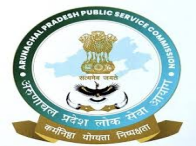 ARUNACHAL PRADESH PUBLIC SERVICE COMMISSION
सत्यमेव जयते
अरुणाचल प्रदेश लोक सेवा आयोग
कर्मनिष्ठा योग्यता निष्पक्षता